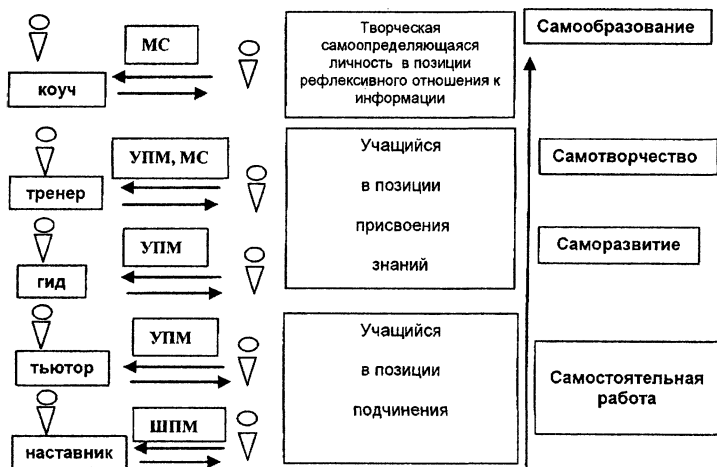 МС
коуч
Творческая
самоопределяющаяся
личность в позиции
рефлексивного отношения к
информации
Самообразование
УПМ, МС
тренер
Учащийся
в позиции
присвоения
знаний
Самотворчество
УПМ
гид
Саморазвитие
УПМ
тьютор
Учащийся
в позиции
подчинения
Самостоятельная
работа
ШПМ
наставник